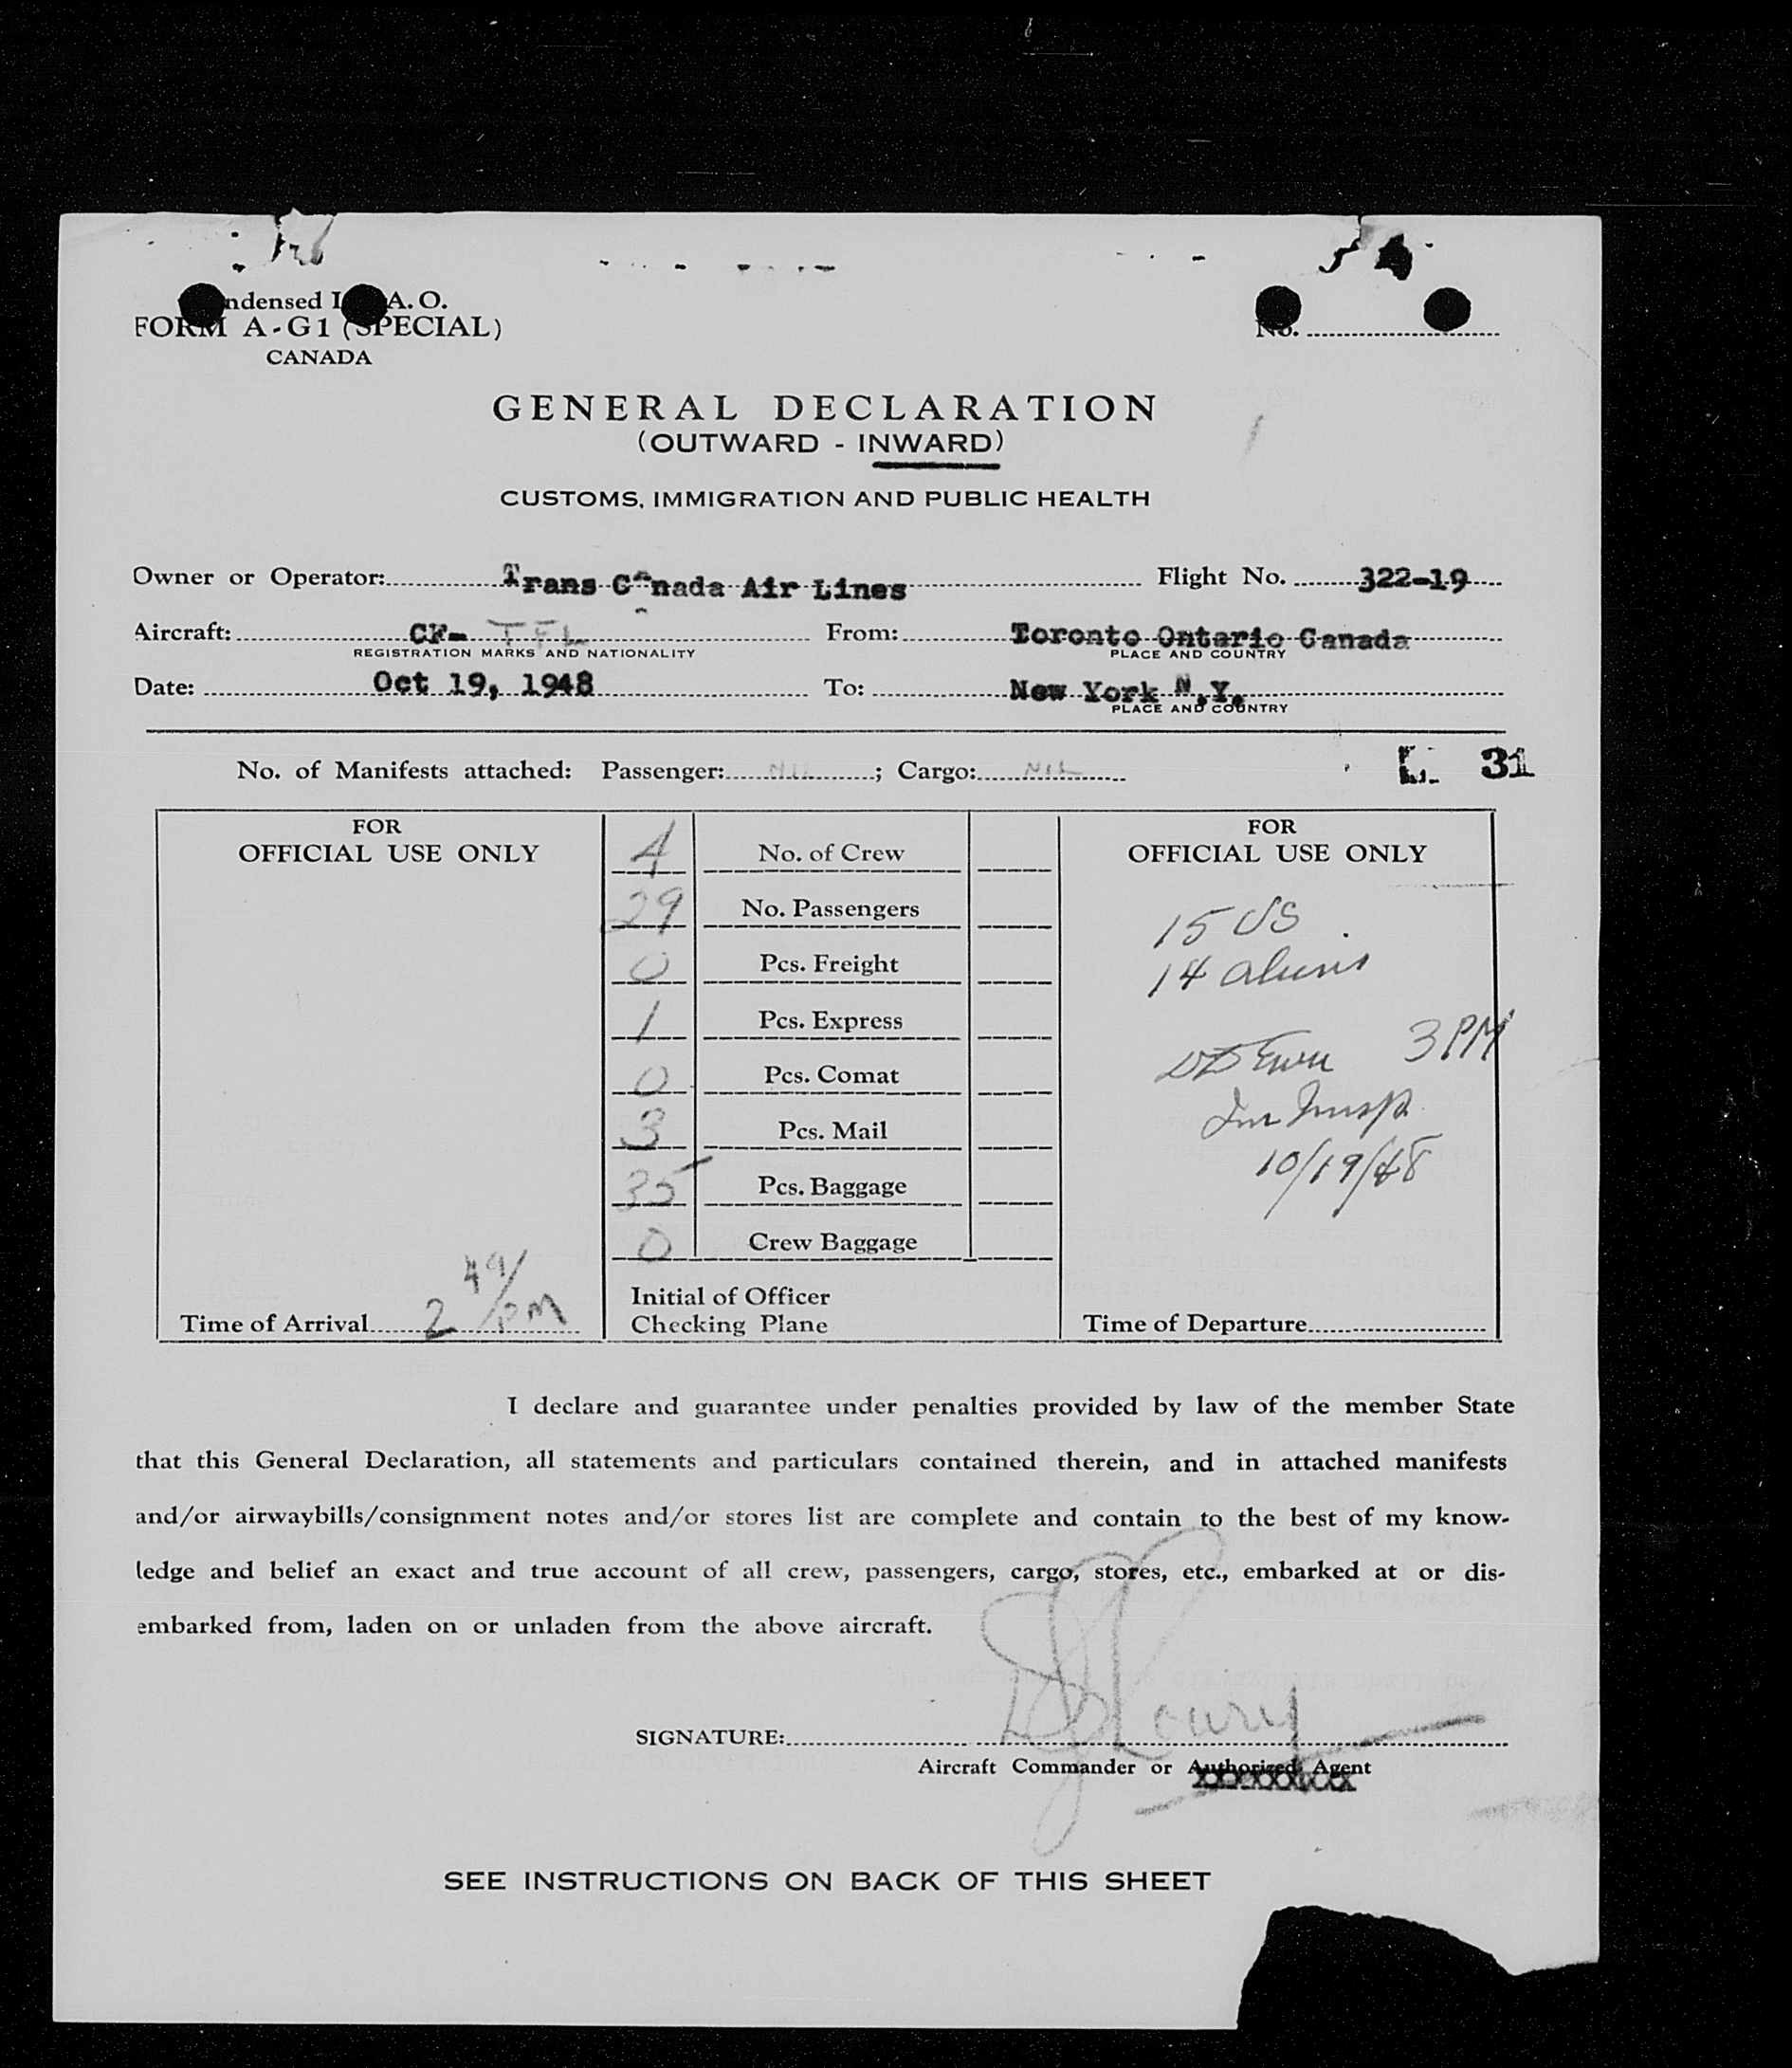 ndensed I A. O.
FORM A-G1 (SPECIAL)
CANADA
No.
GENERAL DECLARATION
(OUTWARD - INWARD)
CUSTOMS, IMMIGRATION AND PUBLIC HEALTH
Owner or Operator: Trans Canada Air Lines Flight No. 322-19
Aircraft: CF- TFL From: Toronto Ontario Canada
REGISTRATION MARKS AND NATIONALITY PLACE AND COUNTRY
Date: Oct 19, 1948 To: New York N.Y.
PLACE AND COUNTRY
No. of Manifests attached: Passenger: Nil; Cargo: NIL
31
FOR
OFFICIAL USE ONLY
4 No. of Crew
29 No. Passengers
0 Pcs. Freight
1 Pcs. Express
0 Pcs. Comat
3 Pcs. Mail
35 Pcs. Baggage
0 Crew Baggage
Time of Arrival 2 49/PM
Initial of Officer
Checking Plane
FOR
OFFICIAL USE ONLY
15 US
14 aliens
3 PM
10/19/48
Time of Departure
I declare and guarantee under penalties provided by law of the member State
that this General Declaration, all statements and particulars contained therein, and in attached manifests
and/or airwaybills/consignment notes and/or stores list are complete and contain to the best of my know-
ledge and belief an exact and true account of all crew, passengers, cargo, stores, etc., embarked at or dis-
embarked from, laden on or unladen from the above aircraft.
SIGNATURE:
Aircraft Commander or Authorized Agent
SEE INSTRUCTIONS ON BACK OF THIS SHEET